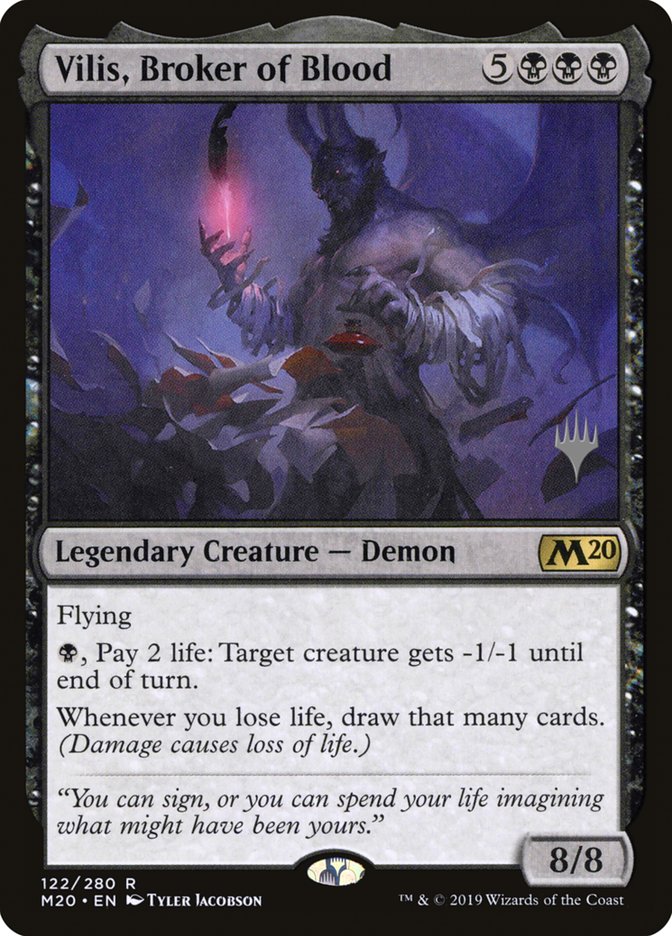 Vilis, Broker of Blood 5
Legendary Creature — Demon M20
Flying
, Pay 2 life: Target creature gets -1/-1 until
end of turn.
Whenever you lose life, draw that many cards.
(Damage causes loss of life.)
“You can sign, or you can spend your life imagining
what might have been yours.”
8/8
122/280 R
M20 • EN Tyler Jacobson ™ & © 2019 Wizards of the Coast